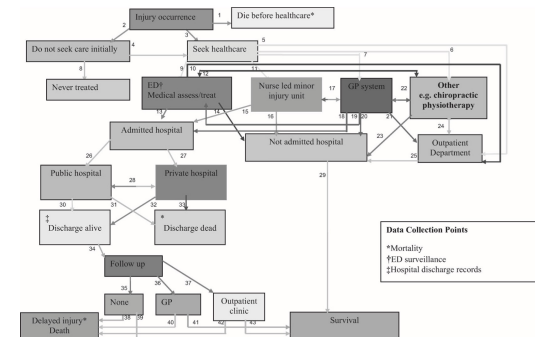 Injury occurrence
1
Die before healthcare*
2
3
Do not seek care initially
4
Seek healthcare
5
6
7
8
9
10
11
12
Never treated
ED†
Medical assess/treat
Nurse led minor
injury unit
17
GP system
22
Other
e.g. chiropractic
physiotherapy
13
14
15
16
18
19
20
21
23
24
Admitted hospital
Not admitted hospital
Outpatient
Department
25
26
27
29
Public hospital
28
Private hospital
30
31
32
33
‡
Discharge alive
*
Discharge dead
34
Data Collection Points
*Mortality
†ED surveillance
‡Hospital discharge records
Follow up
35
36
37
None
GP
Outpatient
clinic
38
39
40
41
42
43
Delayed injury*
Death
Survival